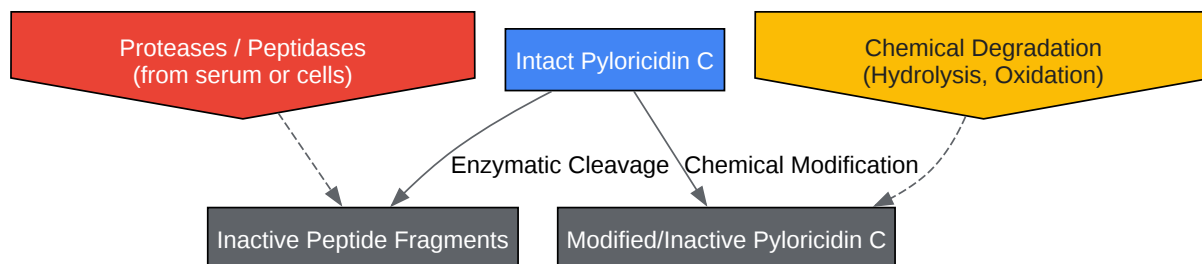 Proteases / Peptidases
(from serum or cells)
Intact Pyloricidin C
Chemical Degradation
(Hydrolysis, Oxidation)
Enzymatic Cleavage
Chemical Modification
Inactive Peptide Fragments
Modified/Inactive Pyloricidin C